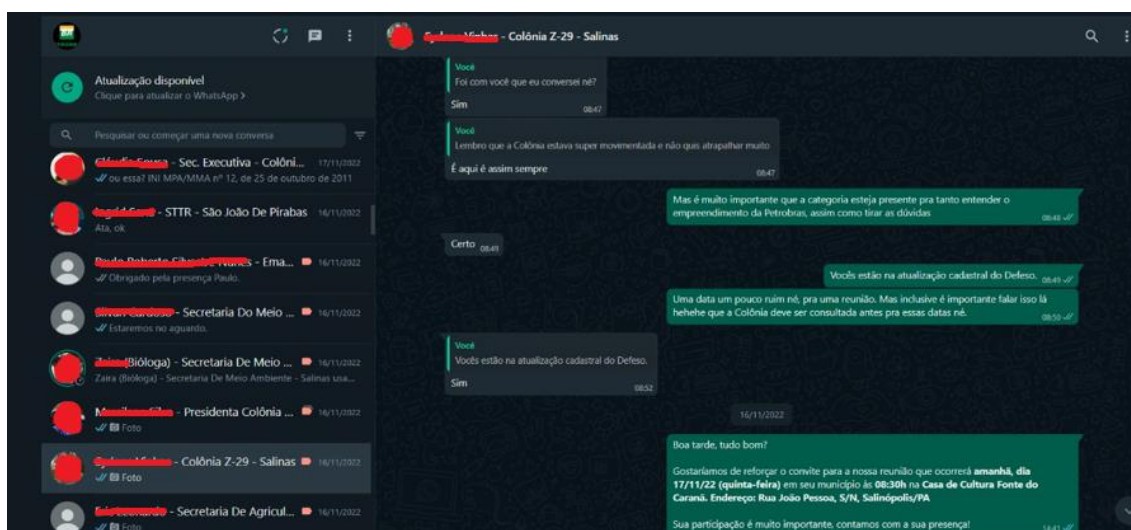 - Colônia Z-29 - Salinas
Atualização disponível
Clique para atualizar o WhatsApp >
Pesquisar ou começar uma nova conversa
- Sec. Executiva - Colôni... 17/11/2022
ou essa? INI MPA/MMA nº 12, de 25 de outubro de 2011
- STTR - São João De Pirabas 16/11/2022
Ata, ok
- Ema... 16/11/2022
Obrigado pela presença Paulo.
- Secretaria Do Meio ... 16/11/2022
Estaremos no aguardo.
(Bióloga) - Secretaria De Meio ... 16/11/2022
Zaira (Bióloga) - Secretaria De Meio Ambiente - Salinas usa...
- Presidenta Colônia ... 16/11/2022
Foto
- Colônia Z-29 - Salinas 16/11/2022
Foto
- Secretaria De Agricul... 16/11/2022
Foto
Você
Foi com você que eu conversei né?
Sim 08:47
Você
Lembro que a Colônia estava super movimentada e não quis atrapalhar muito
É aqui é assim sempre 08:47
Mas é muito importante que a categoria esteja presente pra tanto entender o
empreendimento da Petrobras, assim como tirar as dúvidas 08:48
Certo 08:49
Vocês estão na atualização cadastral do Defeso. 08:49
Uma data um pouco ruim né, pra uma reunião. Mas inclusive é importante falar isso lá
hehehe que a Colônia deve ser consultada antes pra essas datas né. 08:50
Você
Vocês estão na atualização cadastral do Defeso.
Sim 08:52
16/11/2022
Boa tarde, tudo bom?
Gostaríamos de reforçar o convite para a nossa reunião que ocorrerá amanhã, dia
17/11/22 (quinta-feira) em seu município às 08:30h na Casa de Cultura Fonte do
Caranã. Endereço: Rua João Pessoa, S/N, Salinópolis/PA
Sua participação é muito importante, contamos com a sua presença! 14:41